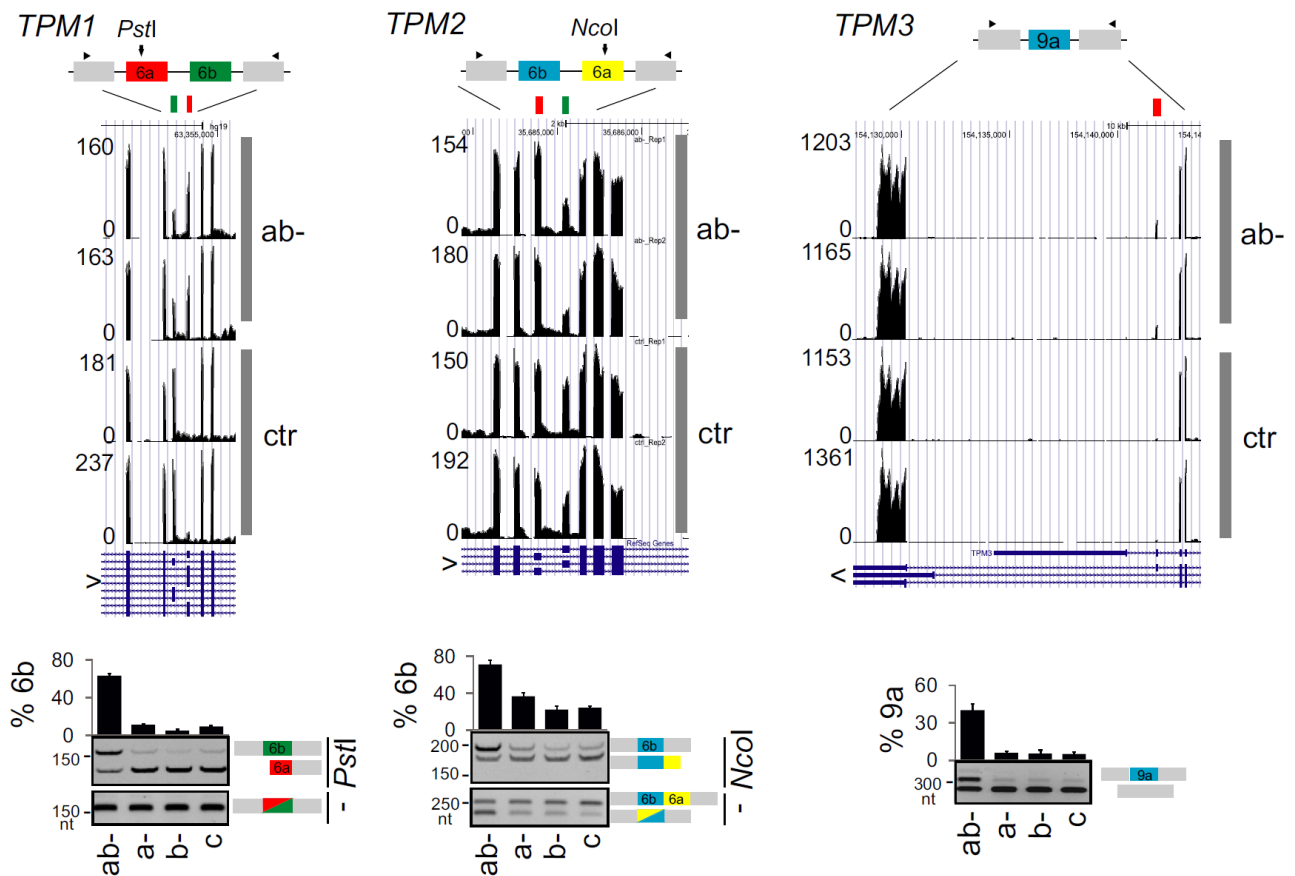 TPM1
PstI
6a
6b
hg19
63,355,000
160
0
163
0
ab-
181
0
237
0
ctr
>
% 6b
80
40
0
150
6b
6a
PstI
150
nt
-
ab-
a-
b-
c
TPM2
NcoI
6b
6a
2 kb
00
35,685,000
35,686,000
ab-_Rep1
154
0
ab-_Rep2
180
0
ab-
ctrl_Rep1
150
0
ctrl_Rep2
192
0
ctr
RefSeq Genes
>
% 6b
80
40
0
200
150
6b
NcoI
250
nt
6b
6a
-
ab-
a-
b-
c
TPM3
9a
10 kb
154,130,000
154,135,000
154,140,000
154,14
1203
0
1165
0
ab-
1153
0
1361
0
ctr
TPM3
<
% 9a
60
30
0
300
nt
9a
ab-
a-
b-
c